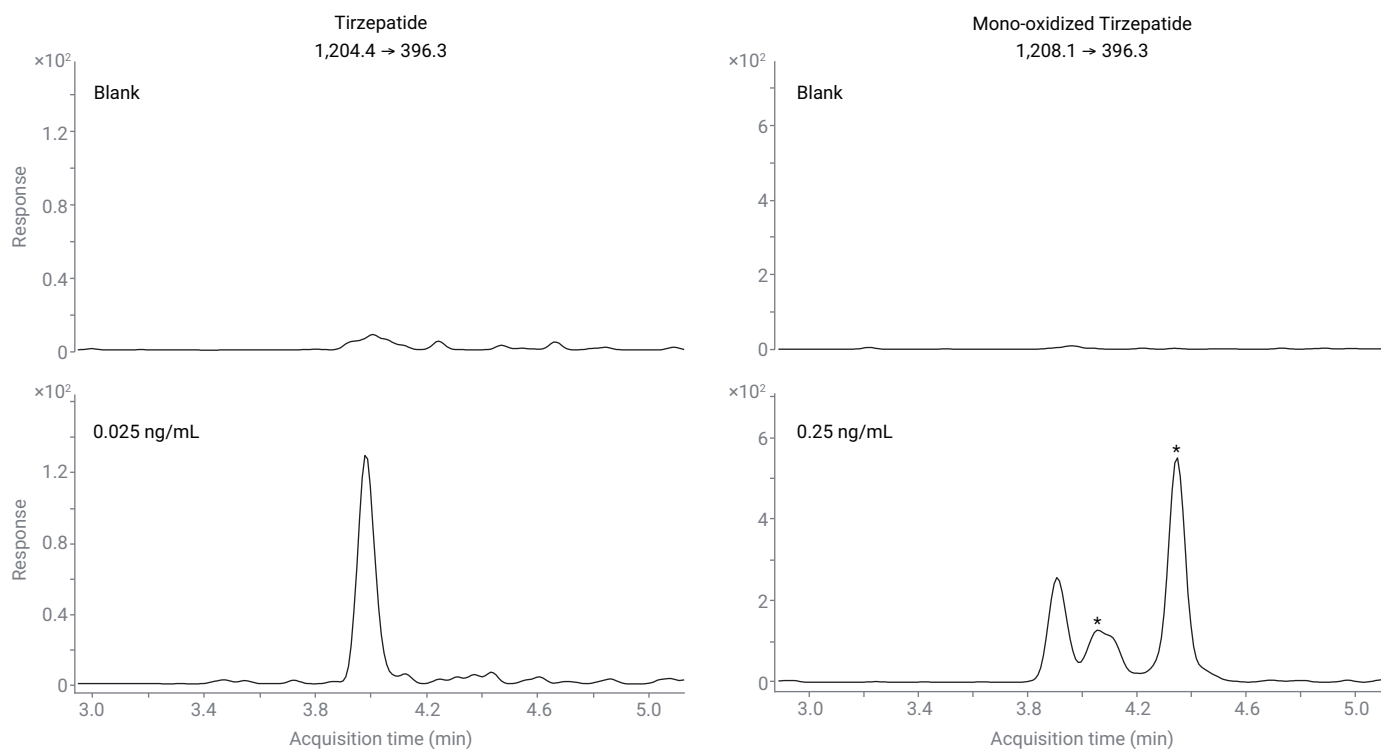 Tirzepatide
1,204.4 → 396.3
×10²
Blank
1.2
0.8
0.4
0
Response
Mono-oxidized Tirzepatide
1,208.1 → 396.3
×10²
Blank
6
4
2
0
×10²
0.025 ng/mL
1.2
0.8
0.4
0
Response
3.0 3.4 3.8 4.2 4.6 5.0
Acquisition time (min)
×10²
0.25 ng/mL
6
4
2
0
*
*
3.0 3.4 3.8 4.2 4.6 5.0
Acquisition time (min)